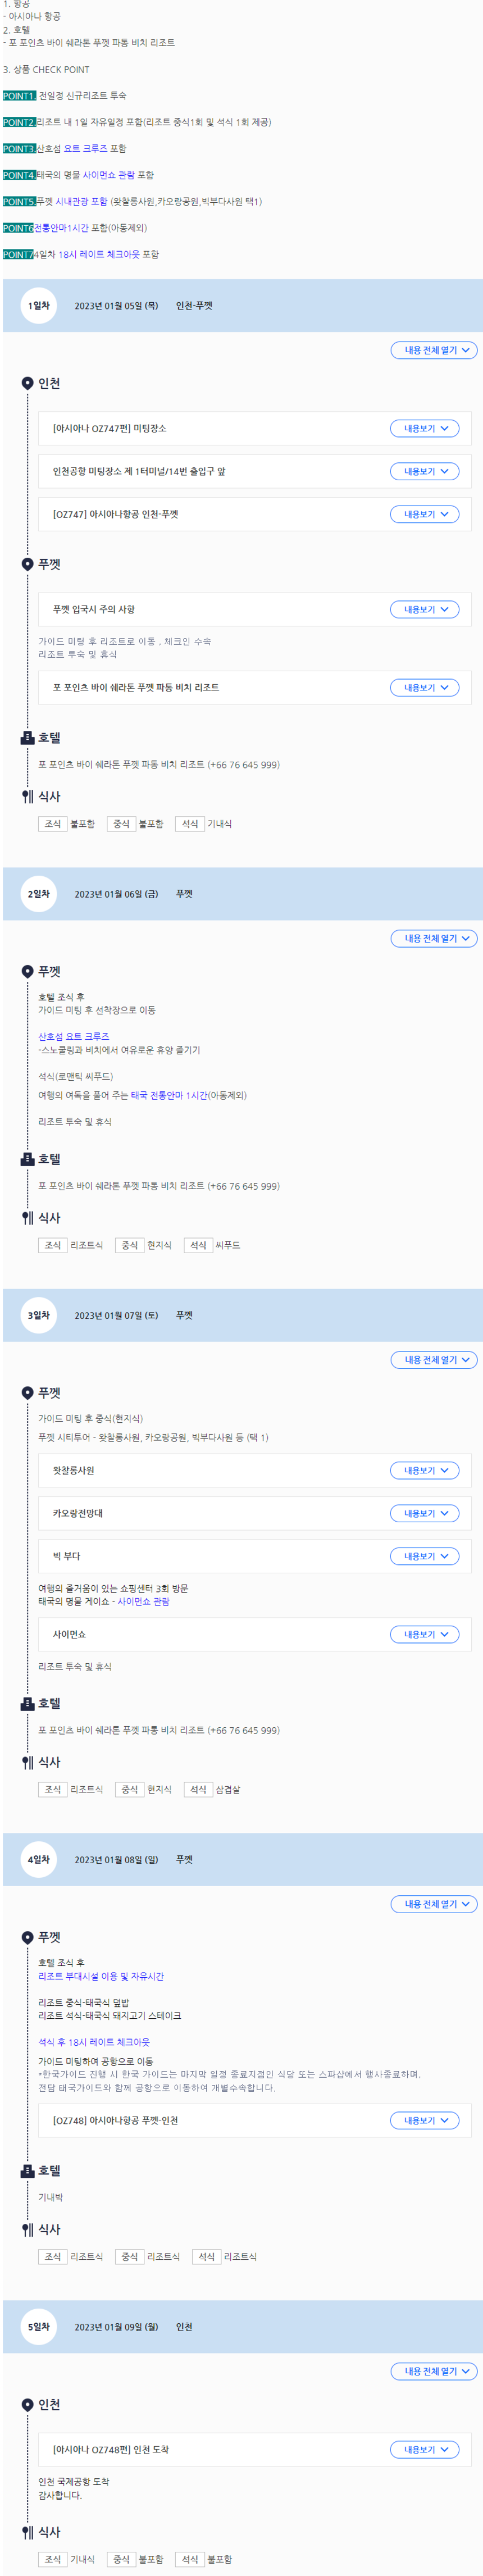 1. 항공
- 아시아나 항공
2. 호텔
- 포 포인츠 바이 쉐라톤 푸껫 파통 비치 리조트
3. 상품 CHECK POINT
POINT1. 전일정 신규리조트 투숙
POINT2.리조트 내 1일 자유일정 포함(리조트 중식1회 및 석식 1회 제공)
POINT3.산호섬 요트 크루즈 포함
POINT4.태국의 명물 사이먼쇼 관람 포함
POINT5.푸껫 시내관광 포함 (왓찰롱사원,카오랑공원,빅부다사원 택1)
POINT6전통안마1시간 포함(아동제외)
POINT74일차 18시 레이트 체크아웃 포함
1일차 2023년 01월 05일 (목) 인천-푸껫
내용 전체 열기
인천
[아시아나 OZ747편] 미팅장소 내용보기
인천공항 미팅장소 제 1터미널/14번 출입구 앞 내용보기
[OZ747] 아시아나항공 인천-푸껫 내용보기
푸껫
푸껫 입국시 주의 사항 내용보기
가이드 미팅 후 리조트로 이동 , 체크인 수속
리조트 투숙 및 휴식
포 포인츠 바이 쉐라톤 푸껫 파통 비치 리조트 내용보기
호텔
포 포인츠 바이 쉐라톤 푸껫 파통 비치 리조트 (+66 76 645 999)
식사
조식 불포함 중식 불포함 석식 기내식
2일차 2023년 01월 06일 (금) 푸껫
내용 전체 열기
푸껫
호텔 조식 후
가이드 미팅 후 선착장으로 이동
산호섬 요트 크루즈
-스노쿨링과 비치에서 여유로운 휴양 즐기기
석식(로맨틱 씨푸드)
여행의 여독을 풀어 주는 태국 전통안마 1시간(아동제외)
리조트 투숙 및 휴식
호텔
포 포인츠 바이 쉐라톤 푸껫 파통 비치 리조트 (+66 76 645 999)
식사
조식 리조트식 중식 현지식 석식 씨푸드
3일차 2023년 01월 07일 (토) 푸껫
내용 전체 열기
푸껫
가이드 미팅 후 중식(현지식)
푸껫 시티투어 - 왓찰롱사원, 카오랑공원, 빅부다사원 등 (택 1)
왓찰롱사원 내용보기
카오랑전망대 내용보기
빅 부다 내용보기
여행의 즐거움이 있는 쇼핑센터 3회 방문
태국의 명물 게이쇼 - 사이먼쇼 관람
사이먼쇼 내용보기
리조트 투숙 및 휴식
호텔
포 포인츠 바이 쉐라톤 푸껫 파통 비치 리조트 (+66 76 645 999)
식사
조식 리조트식 중식 현지식 석식 삼겹살
4일차 2023년 01월 08일 (일) 푸껫
내용 전체 열기
푸껫
호텔 조식 후
리조트 부대시설 이용 및 자유시간
리조트 중식-태국식 덮밥
리조트 석식-태국식 돼지고기 스테이크
석식 후 18시 레이트 체크아웃
가이드 미팅하여 공항으로 이동
*한국가이드 진행 시 한국 가이드는 마지막 일정 종료지점인 식당 또는 스파샵에서 행사종료하며,
전담 태국가이드와 함께 공항으로 이동하여 개별수속합니다.
[OZ748] 아시아나항공 푸껫-인천 내용보기
호텔
기내박
식사
조식 리조트식 중식 리조트식 석식 리조트식
5일차 2023년 01월 09일 (월) 인천
내용 전체 열기
인천
[아시아나 OZ748편] 인천 도착 내용보기
인천 국제공항 도착
감사합니다.
식사
조식 기내식 중식 불포함 석식 불포함